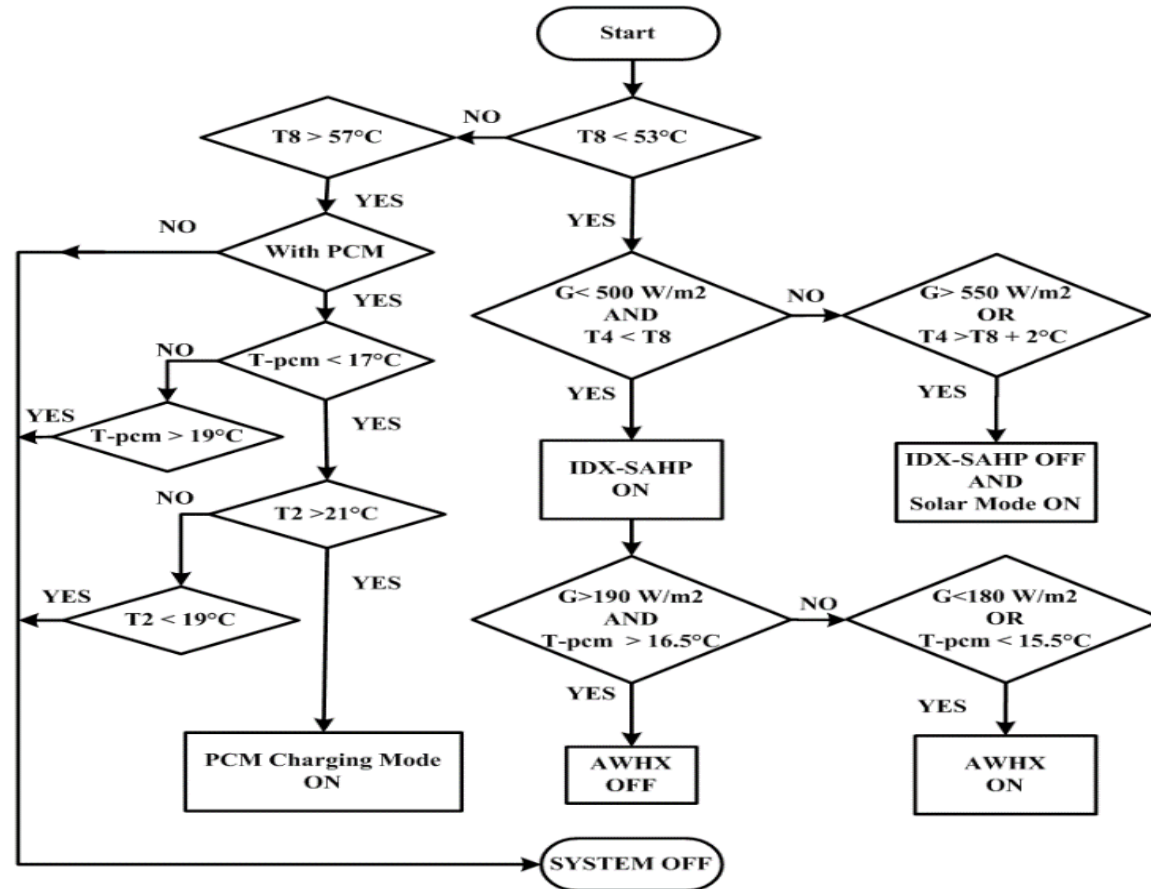 Start
T8 > 57°C
NO
T8 < 53°C
YES
YES
NO
With PCM
G< 500 W/m2
AND
T4 < T8
NO
G> 550 W/m2
OR
T4 >T8 + 2°C
YES
NO
T-pcm < 17°C
YES
YES
YES
T-pcm > 19°C
YES
IDX-SAHP
ON
IDX-SAHP OFF
AND
Solar Mode ON
NO
T2 >21°C
YES
T2 < 19°C
YES
G>190 W/m2
AND
T-pcm > 16.5°C
NO
G<180 W/m2
OR
T-pcm < 15.5°C
YES
YES
PCM Charging Mode
ON
AWHX
OFF
AWHX
ON
SYSTEM OFF